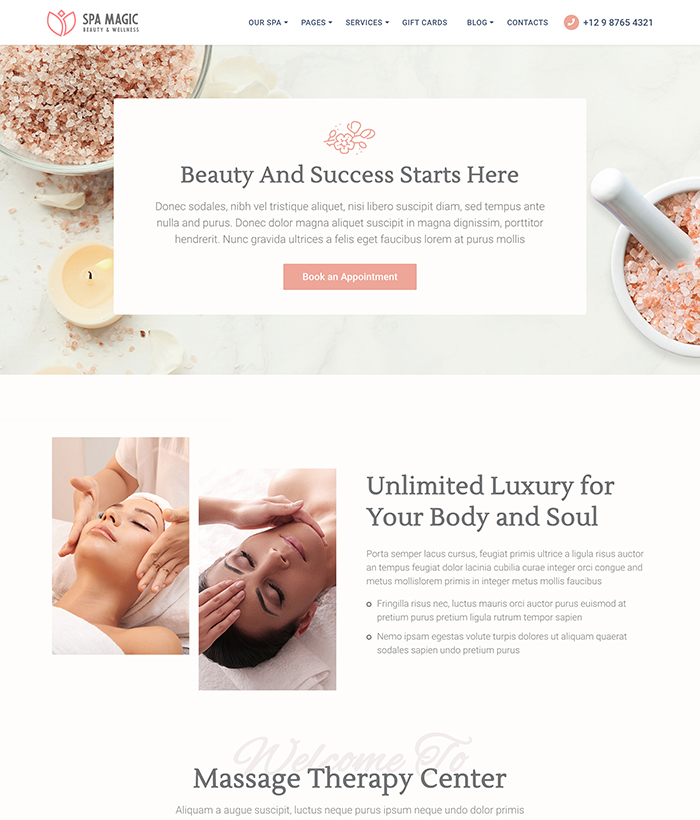 SPA MAGIC
BEAUTY & WELLNESS
OUR SPA PAGES SERVICES GIFT CARDS BLOG CONTACTS +12 9 8765 4321
Beauty And Success Starts Here
Donec sodales, nibh vel tristique aliquet, nisi libero suscipit diam, sed tempus ante
nulla and purus. Donec dolor magna aliquet suscipit in magna dignissim, porttitor
hendrerit. Nunc gravida ultrices a felis eget faucibus lorem at purus mollis
Book an Appointment
Unlimited Luxury for
Your Body and Soul
Porta semper lacus cursus, feugiat primis ultrice a ligula risus auctor
an tempus feugiat dolor lacinia cubilia curae integer orci congue and
metus mollislorem primis in integer metus mollis faucibus
Fringilla risus nec, luctus mauris orci auctor purus euismod at
pretium purus pretium ligula rutrum tempor sapien
Nemo ipsam egestas volute turpis dolores ut aliquam quaerat
sodales sapien undo pretium purus
Welcome To
Massage Therapy Center
Aliquam a augue suscipit, luctus neque purus ipsum neque undo dolor primis